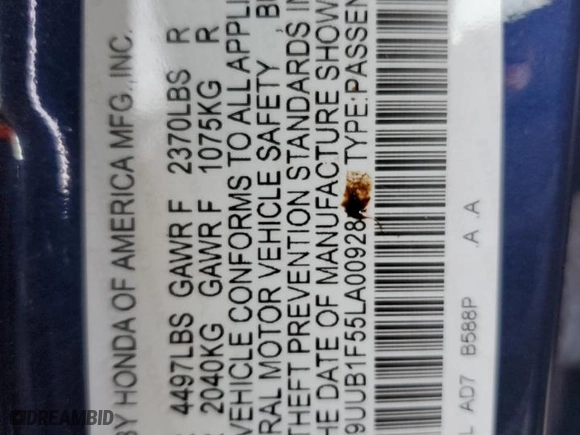 BY HONDA OF AMERICA MFG.,INC.
4497LBS GAWR F 2370LBS R
2040KG GAWR F 1075KG R
VEHICLE CONFORMS TO ALL APPLI
RAL MOTOR VEHICLE SAFETY B
THEFT PREVENTION STANDARDS IN
HE DATE OF MANUFACTURE SHOW
9UUB1F55LA00928 TYPE:PASSEN
AD7 B588P A A
DREAMBID